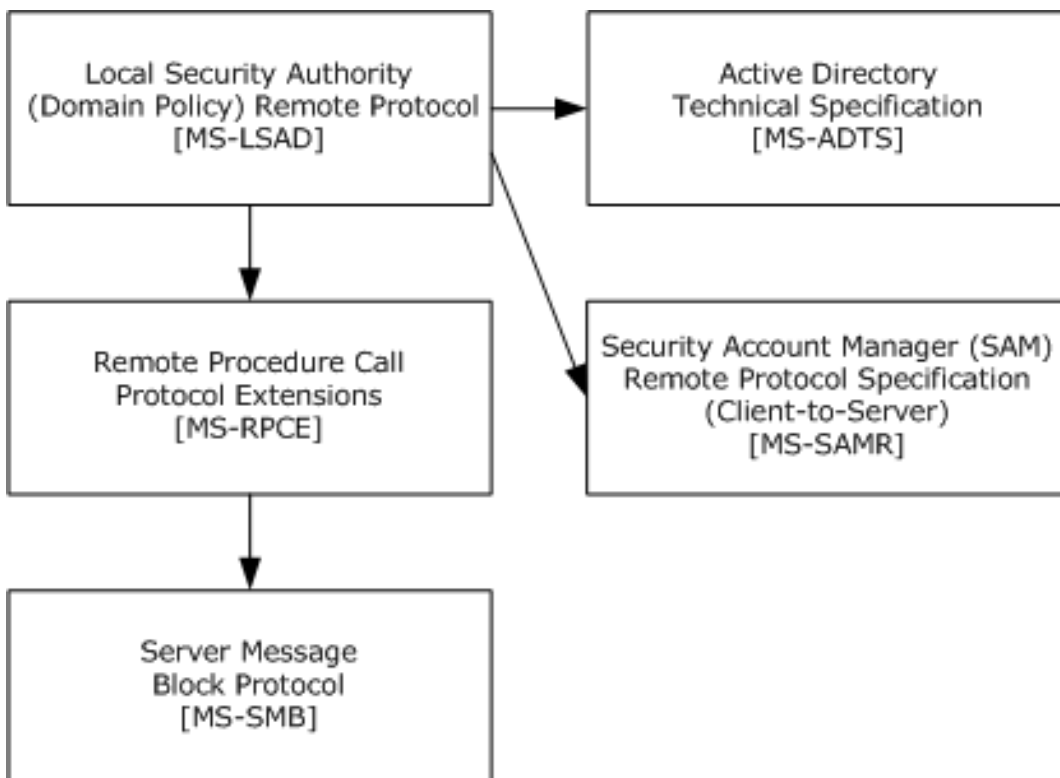 Local Security Authority
(Domain Policy) Remote Protocol
[MS-LSAD]
Active Directory
Technical Specification
[MS-ADTS]
Remote Procedure Call
Protocol Extensions
[MS-RPCE]
Security Account Manager (SAM)
Remote Protocol Specification
(Client-to-Server)
[MS-SAMR]
Server Message
Block Protocol
[MS-SMB]